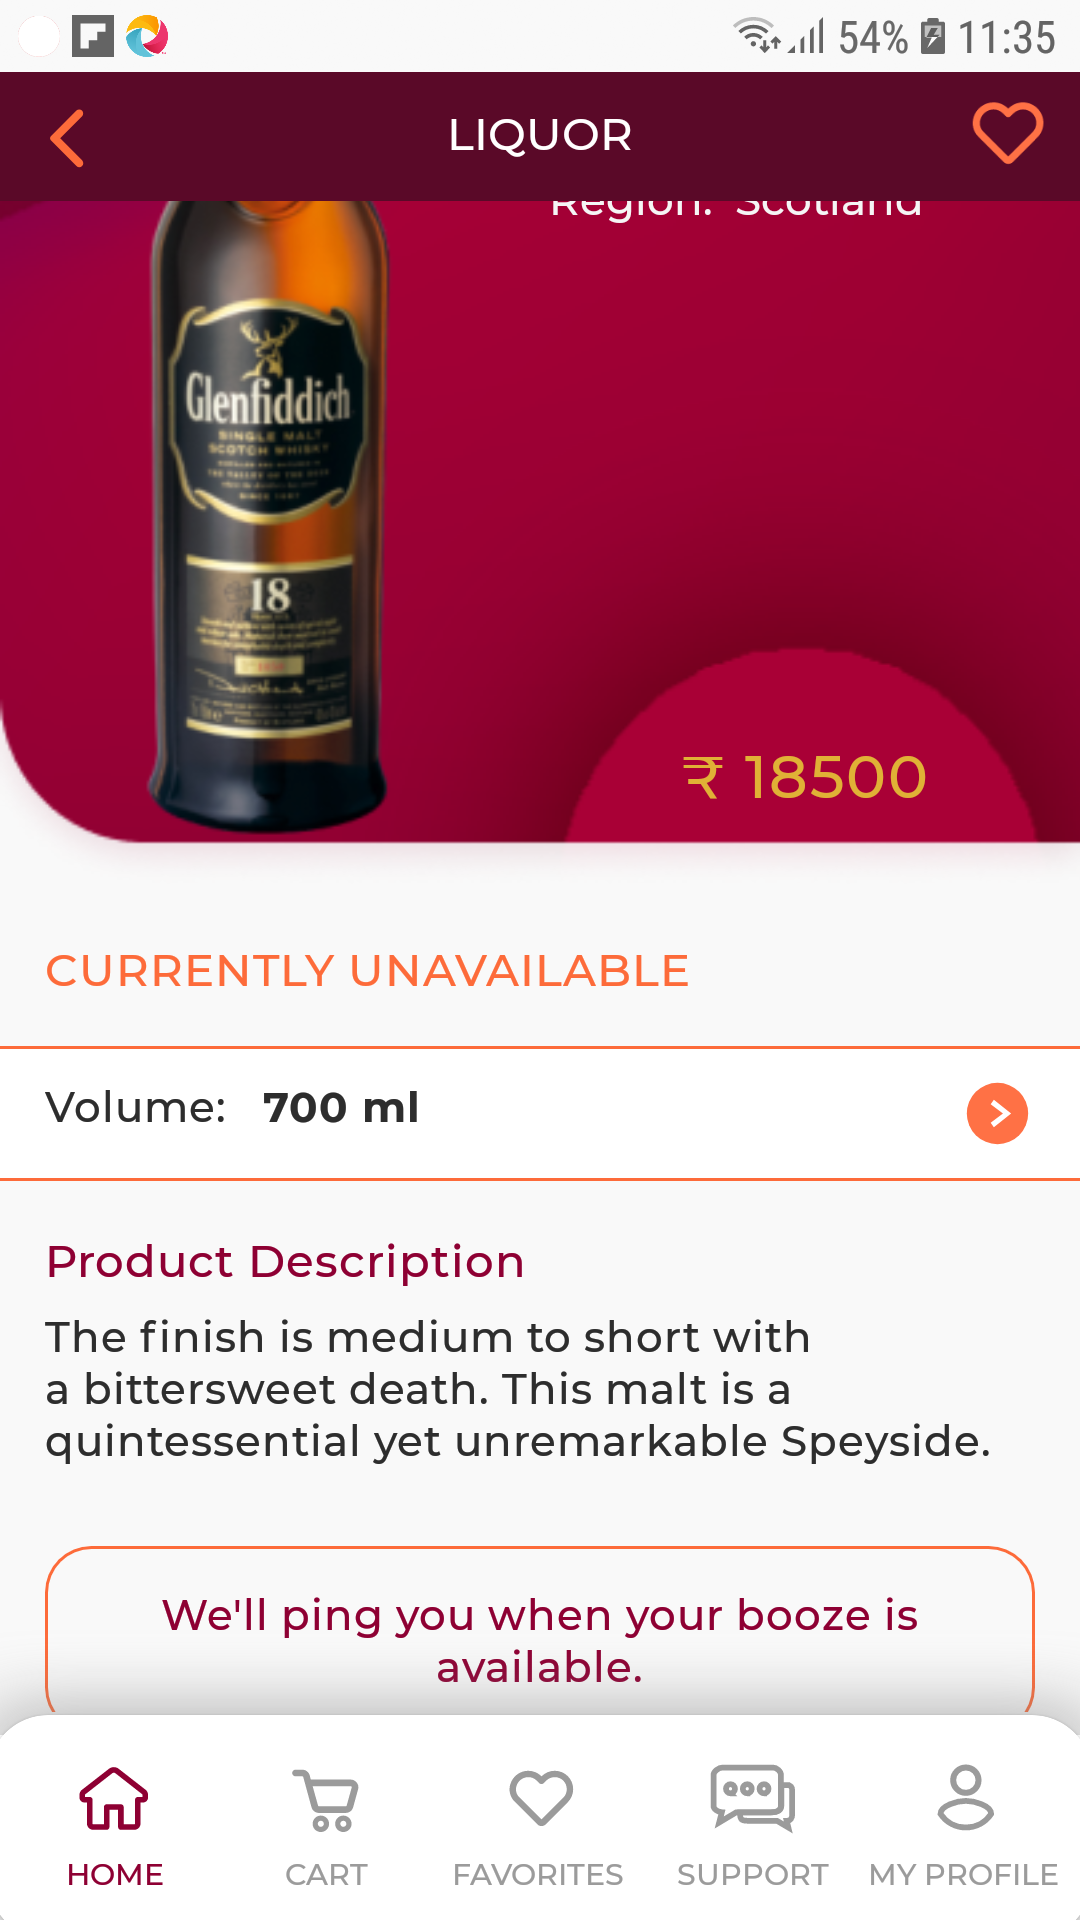 54% 11:35
LIQUOR
Region: Scotland
Glenfiddich
SINGLE MALT
SCOTCH WHISKY
18
₹ 18500
CURRENTLY UNAVAILABLE
Volume: 700 ml
Product Description
The finish is medium to short with
a bittersweet death. This malt is a
quintessential yet unremarkable Speyside.
We'll ping you when your booze is
available.
HOME CART FAVORITES SUPPORT MY PROFILE